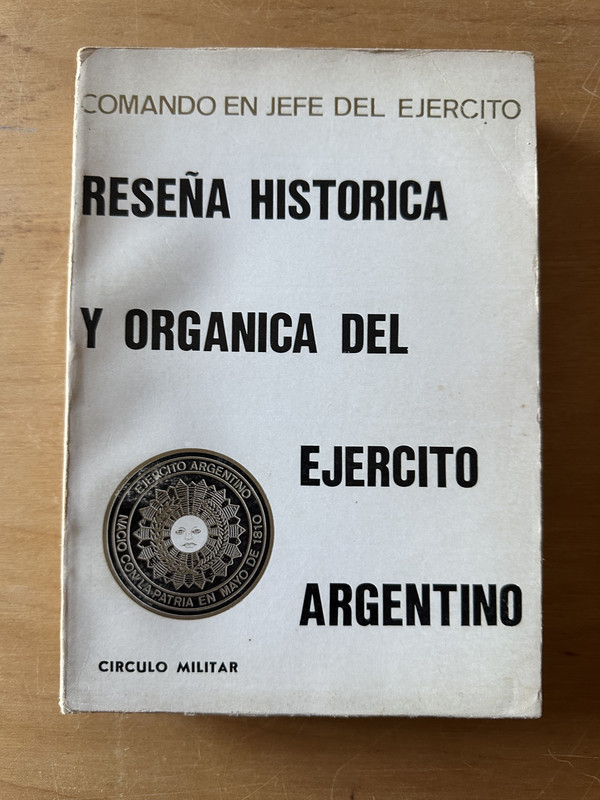 COMANDO EN JEFE DEL EJERCITO
RESEÑA HISTORICA
Y ORGANICA DEL
EJERCITO
ARGENTINO
EJERCITO ARGENTINO
NACIO CON LA PATRIA EN MAYO DE 1810
CIRCULO MILITAR